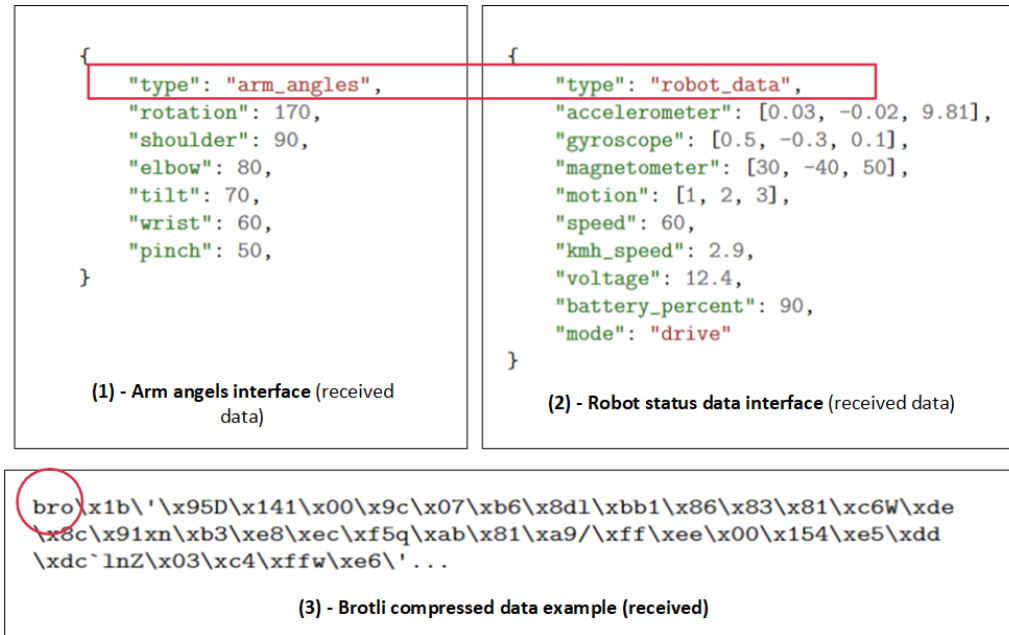 {
"type": "arm_angles",
"rotation": 170,
"shoulder": 90,
"elbow": 80,
"tilt": 70,
"wrist": 60,
"pinch": 50,
}
(1) - Arm angels interface (received
data)
{
"type": "robot_data",
"accelerometer": [0.03, -0.02, 9.81],
"gyroscope": [0.5, -0.3, 0.1],
"magnetometer": [30, -40, 50],
"motion": [1, 2, 3],
"speed": 60,
"kmh_speed": 2.9,
"voltage": 12.4,
"battery_percent": 90,
"mode": "drive"
}
(2) - Robot status data interface (received data)
bro\x1b\'\x95D\x141\x00\x9c\x07\xb6\x8dl\xbb1\x86\x83\x81\xc6W\xde
\x8c\x91xn\xb3\xe8\xec\xf5q\xab\x81\xa9/\xff\xee\x00\x154\xe5\xdd
\xdc`lnZ\x03\xc4\xffw\xe6\'...
(3) - Brotli compressed data example (received)